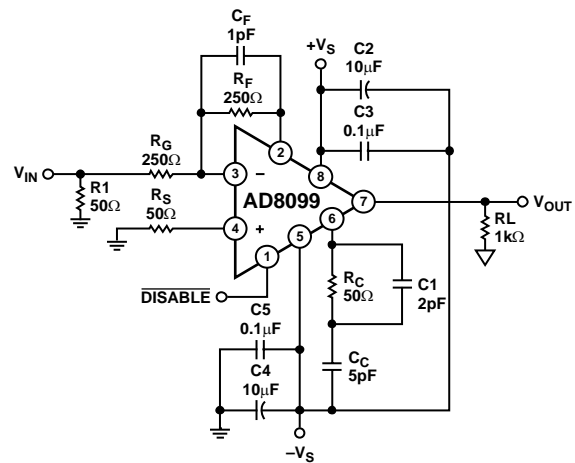 CF
1pF
RF
250Ω
+VS
C2
10μF
C3
0.1μF
VIN
RG
250Ω
R1
50Ω
RS
50Ω
2
3
–
8
AD8099
7
VOUT
4
+
6
5
1
RL
1kΩ
DISABLE
RC
50Ω
C1
2pF
C5
0.1μF
C4
10μF
CC
5pF
–VS